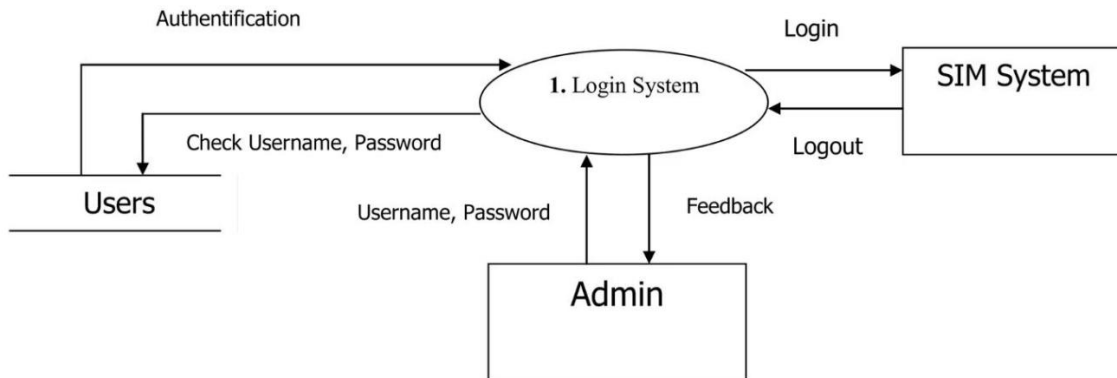 Authentification
Login
1. Login System
SIM System
Check Username, Password
Logout
Users
Username, Password
Feedback
Admin